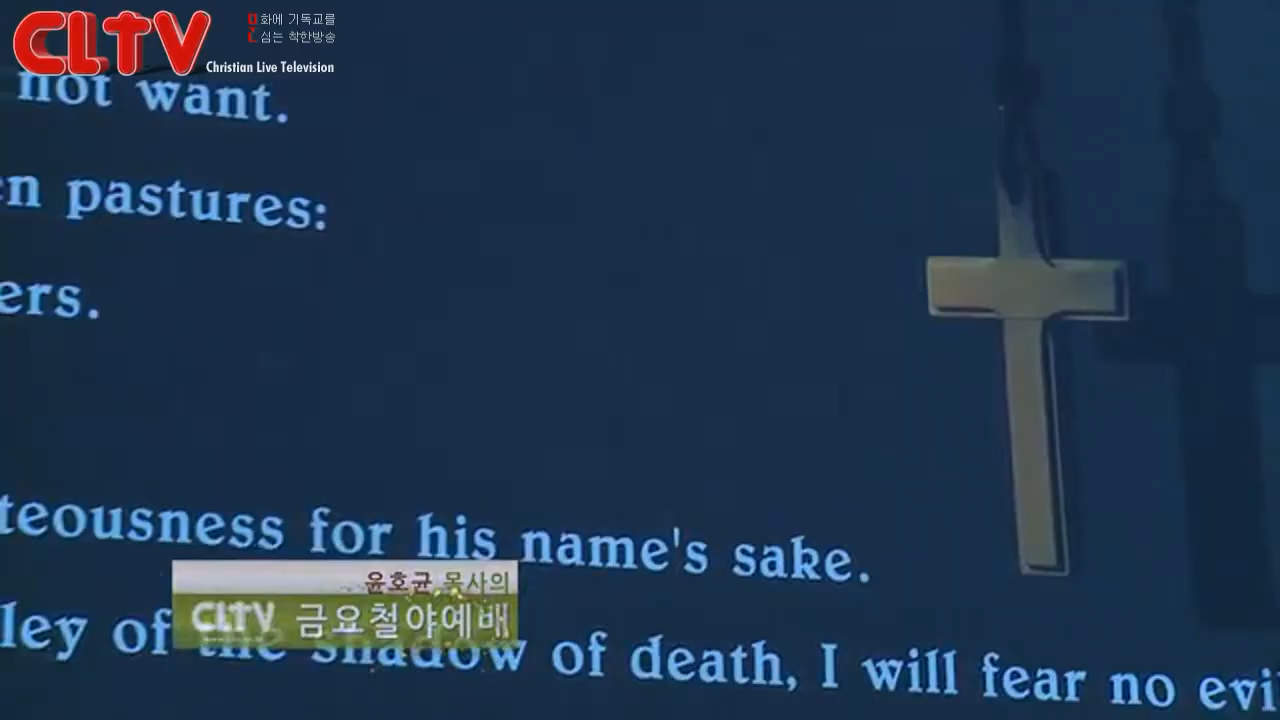 CLTV
문화에 기독교를
심는 착한방송
Christian Live Television
not want.
pastures:
ers.
teousness for his name's sake.
윤호균 목사의
CLTV 금요철야예배
ley of the shadow of death, I will fear no evi